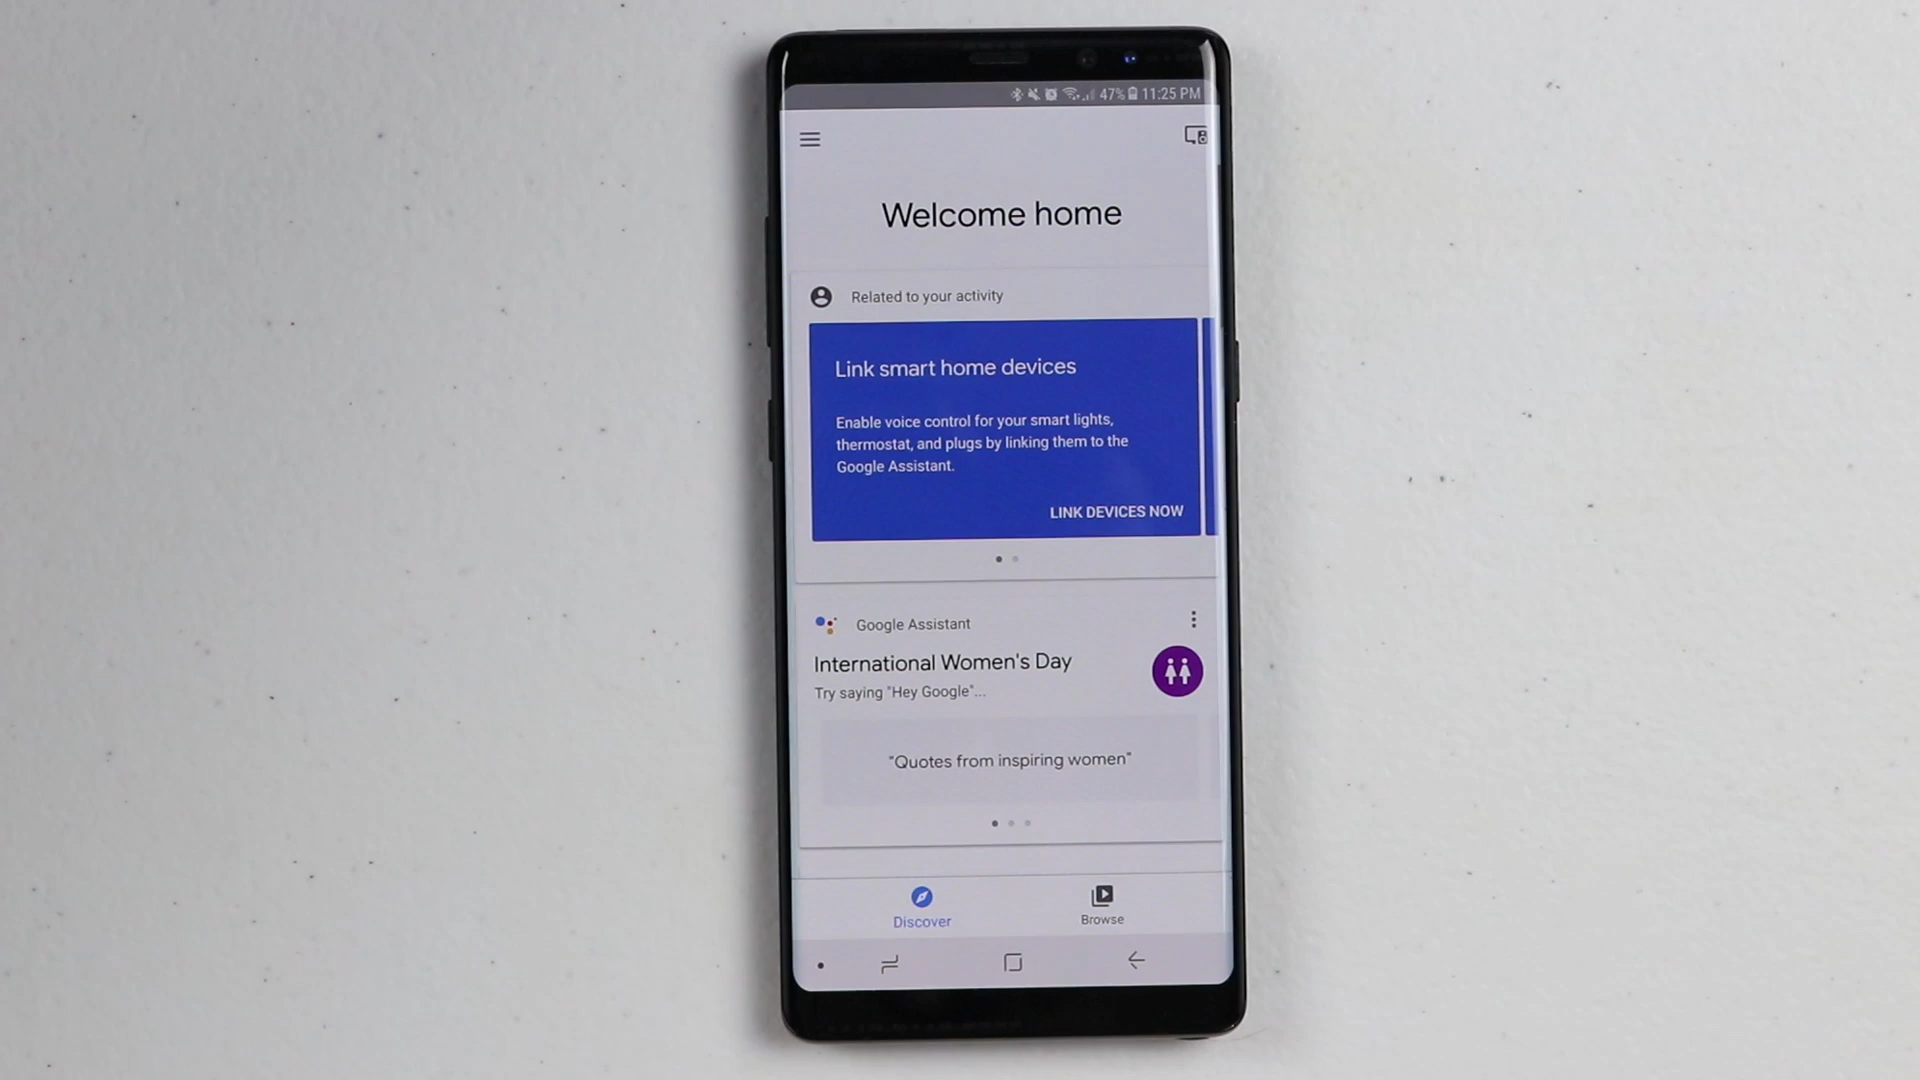 47% 11:25 PM
Welcome home
Related to your activity
Link smart home devices
Enable voice control for your smart lights,
thermostat, and plugs by linking them to the
Google Assistant.
LINK DEVICES NOW
Google Assistant
International Women's Day
Try saying "Hey Google"...
"Quotes from inspiring women"
Discover
Browse